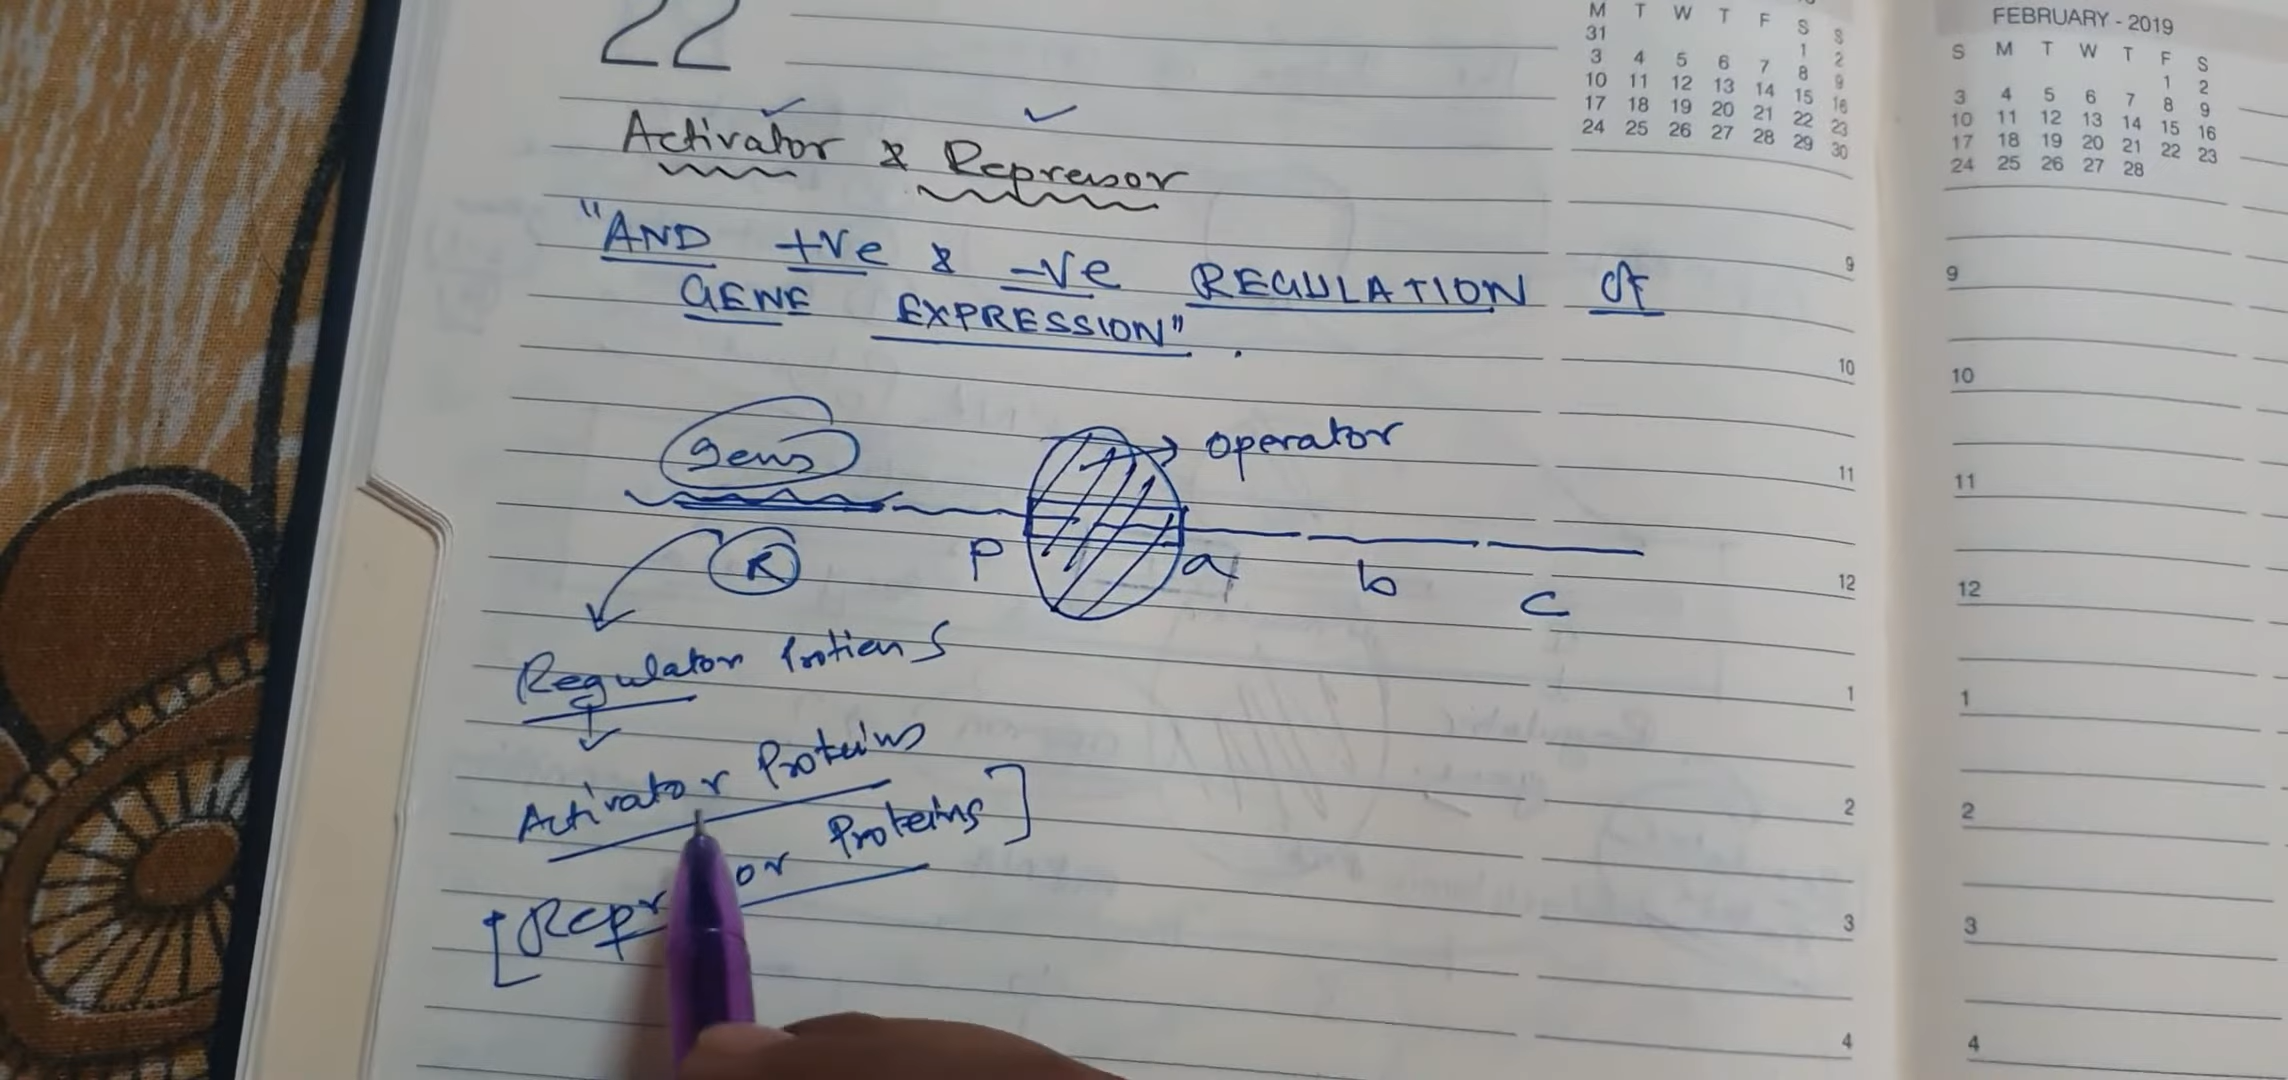 22
M T W T F S S
31 1 2
3 4 5 6 7 8 9
10 11 12 13 14 15 16
17 18 19 20 21 22 23
24 25 26 27 28 29 30
FEBRUARY - 2019
S M T W T F S
1 2
3 4 5 6 7 8 9
10 11 12 13 14 15 16
17 18 19 20 21 22 23
24 25 26 27 28
Activator & Repressor
"AND +ve & -ve REGULATION Of
GENE EXPRESSION".
operator
R P a b c
Regulator Protiens
Activator Proteins
[Repr or Proteins]
9
10
11
12
1
2
3
4
9
10
11
12
1
2
3
4